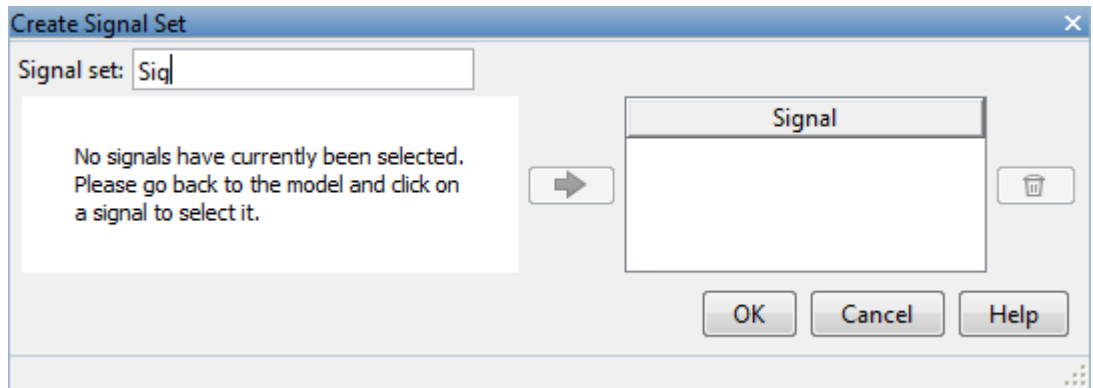 Create Signal Set
Signal set: Sig
No signals have currently been selected.
Please go back to the model and click on
a signal to select it.
Signal
OK Cancel Help